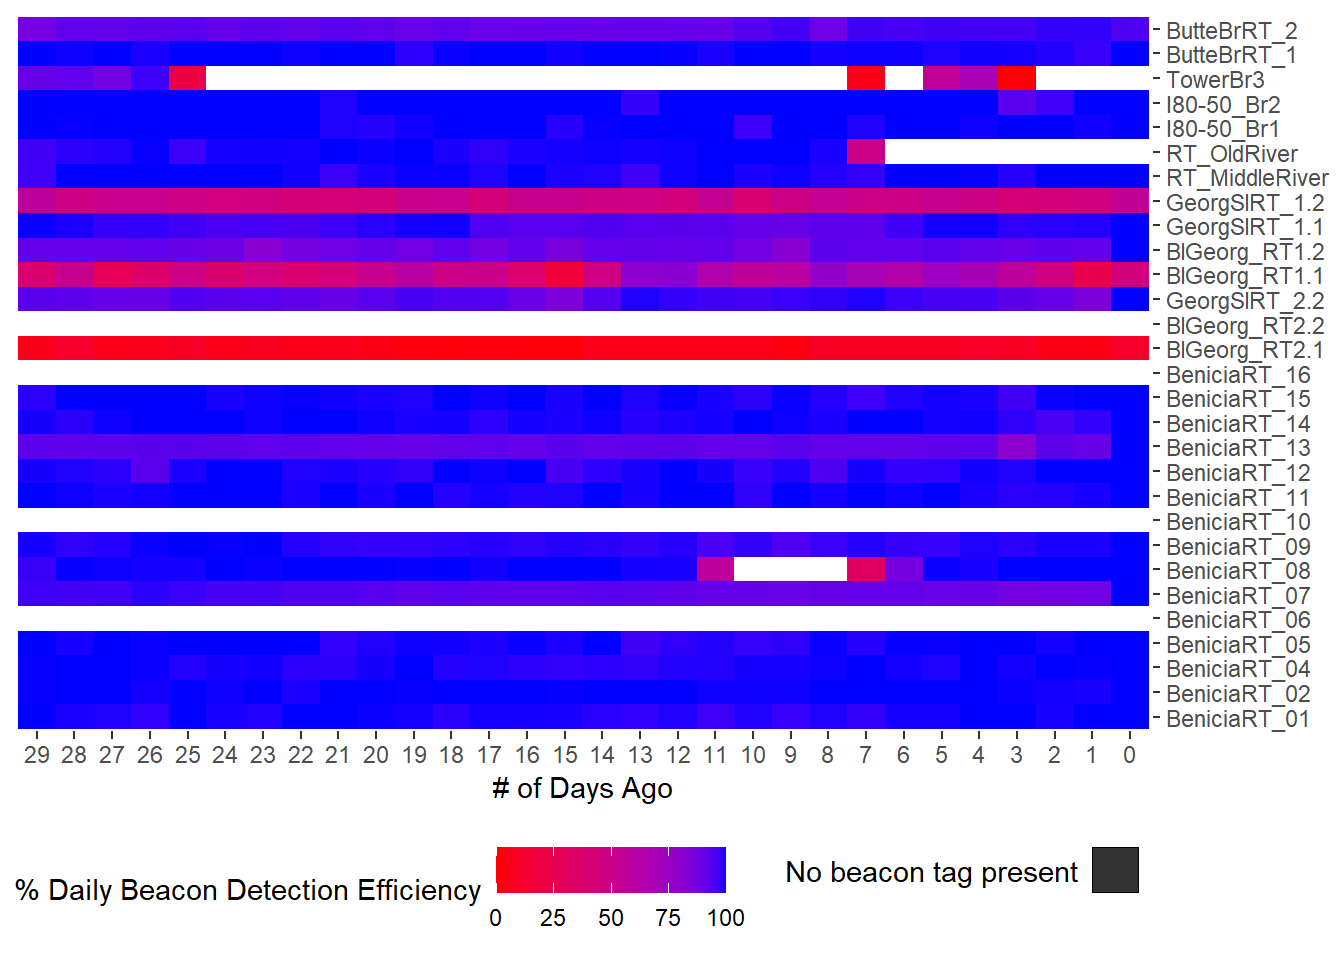 ButteBrRT_2
ButteBrRT_1
TowerBr3
I80-50_Br2
I80-50_Br1
RT_OldRiver
RT_MiddleRiver
GeorgSlRT_1.2
GeorgSlRT_1.1
BlGeorg_RT1.2
BlGeorg_RT1.1
GeorgSlRT_2.2
BlGeorg_RT2.2
BlGeorg_RT2.1
BeniciaRT_16
BeniciaRT_15
BeniciaRT_14
BeniciaRT_13
BeniciaRT_12
BeniciaRT_11
BeniciaRT_10
BeniciaRT_09
BeniciaRT_08
BeniciaRT_07
BeniciaRT_06
BeniciaRT_05
BeniciaRT_04
BeniciaRT_02
BeniciaRT_01
29 28 27 26 25 24 23 22 21 20 19 18 17 16 15 14 13 12 11 10 9 8 7 6 5 4 3 2 1 0
# of Days Ago
% Daily Beacon Detection Efficiency
0 25 50 75 100
No beacon tag present